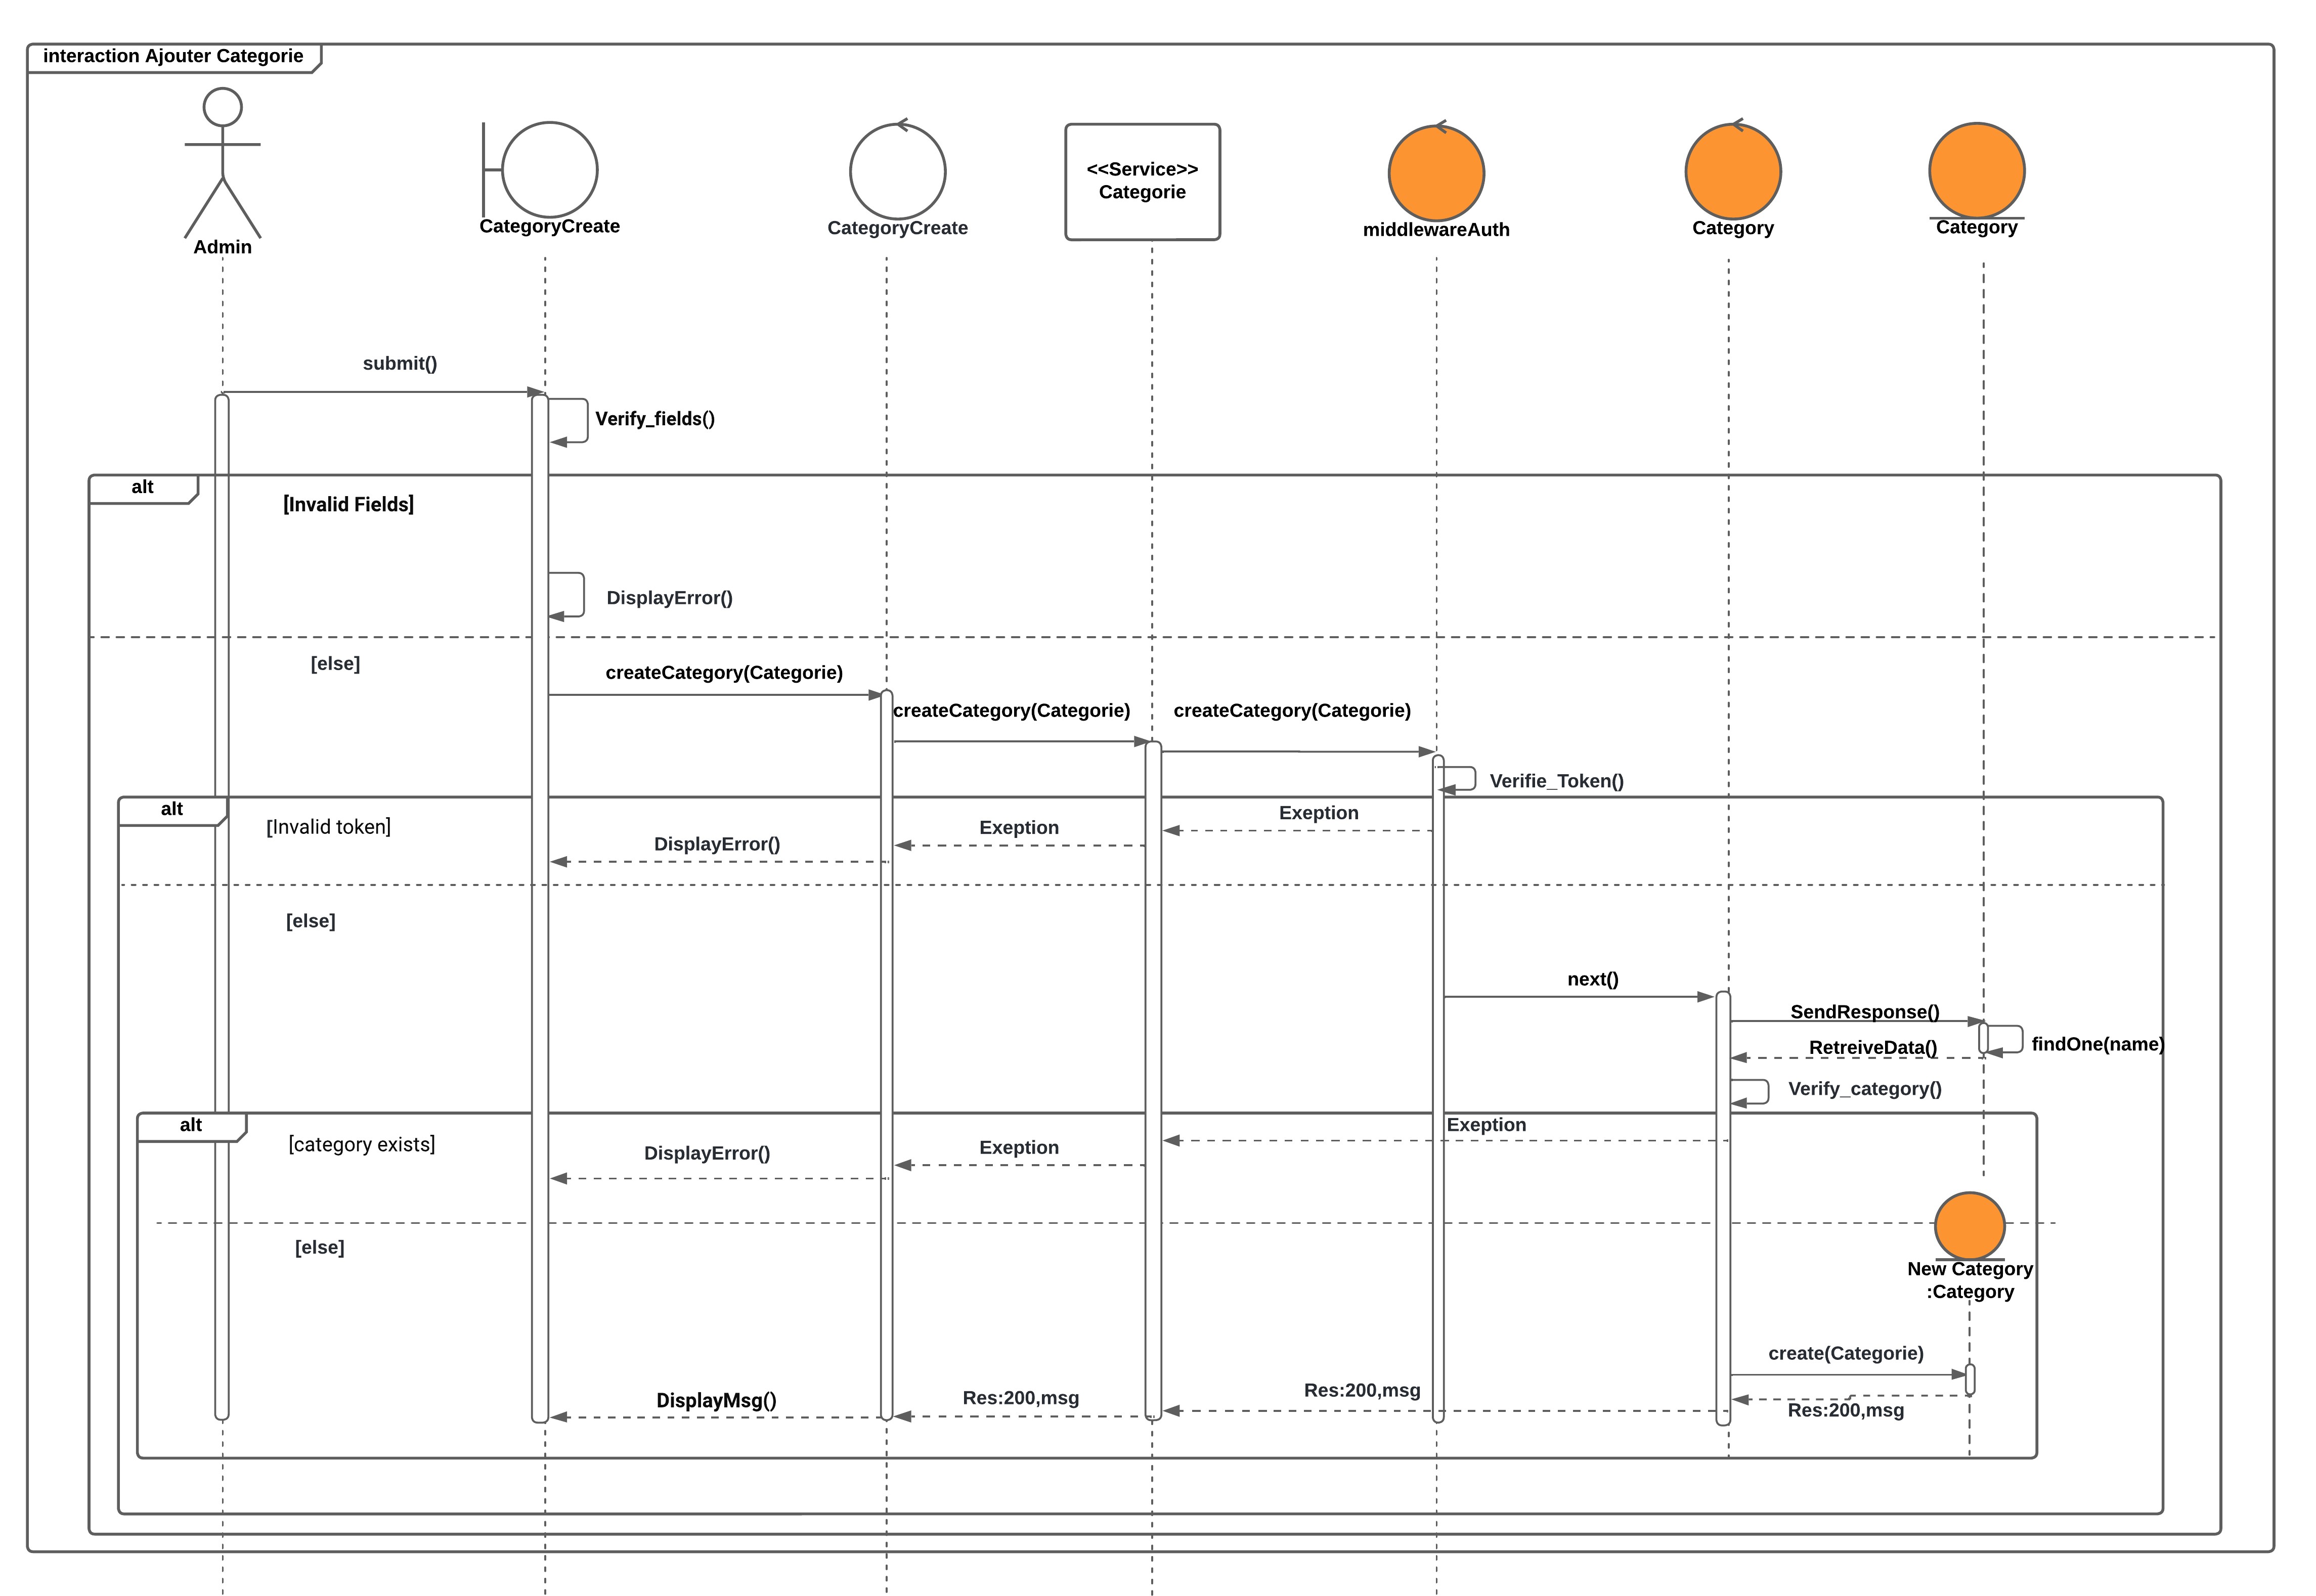 interaction Ajouter Categorie
Admin
CategoryCreate
CategoryCreate
<<Service>>
Categorie
middlewareAuth
Category
Category
submit()
Verify_fields()
alt
[Invalid Fields]
DisplayError()
[else]
createCategory(Categorie)
createCategory(Categorie)
createCategory(Categorie)
Verifie_Token()
alt
[Invalid token]
Exeption
Exeption
DisplayError()
[else]
next()
SendResponse()
findOne(name)
RetreiveData()
Verify_category()
alt
[category exists]
Exeption
Exeption
DisplayError()
[else]
New Category
:Category
create(Categorie)
Res:200,msg
Res:200,msg
Res:200,msg
DisplayMsg()